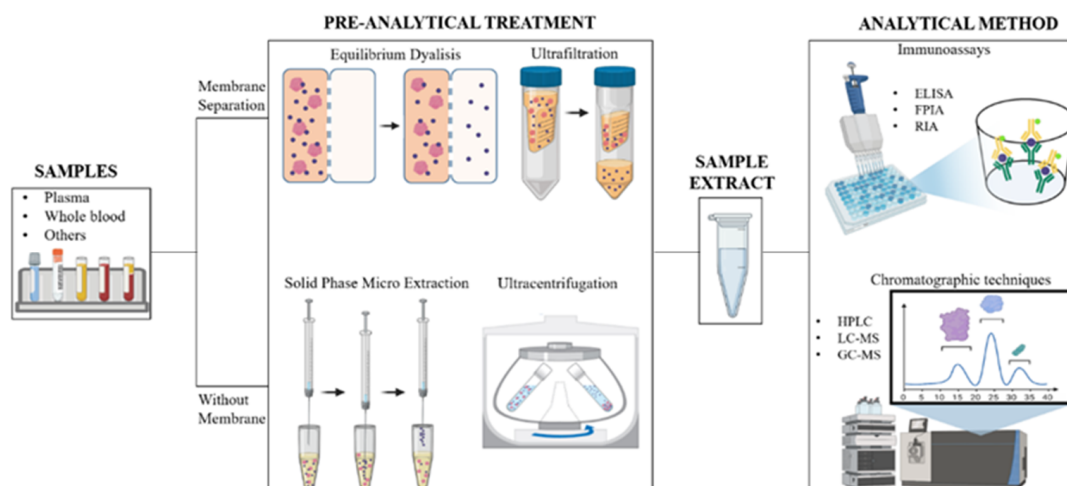 PRE-ANALYTICAL TREATMENT
ANALYTICAL METHOD
Equilibrium Dyalisis
Ultrafiltration
Immunoassays
Membrane
Separation
• ELISA
• FPIA
• RIA
SAMPLES
• Plasma
• Whole blood
• Others
SAMPLE
EXTRACT
Solid Phase Micro Extraction
Ultracentrifugation
Chromatographic techniques
• HPLC
• LC-MS
• GC-MS
0 5 10 15 20 25 30 35 40
Without
Membrane